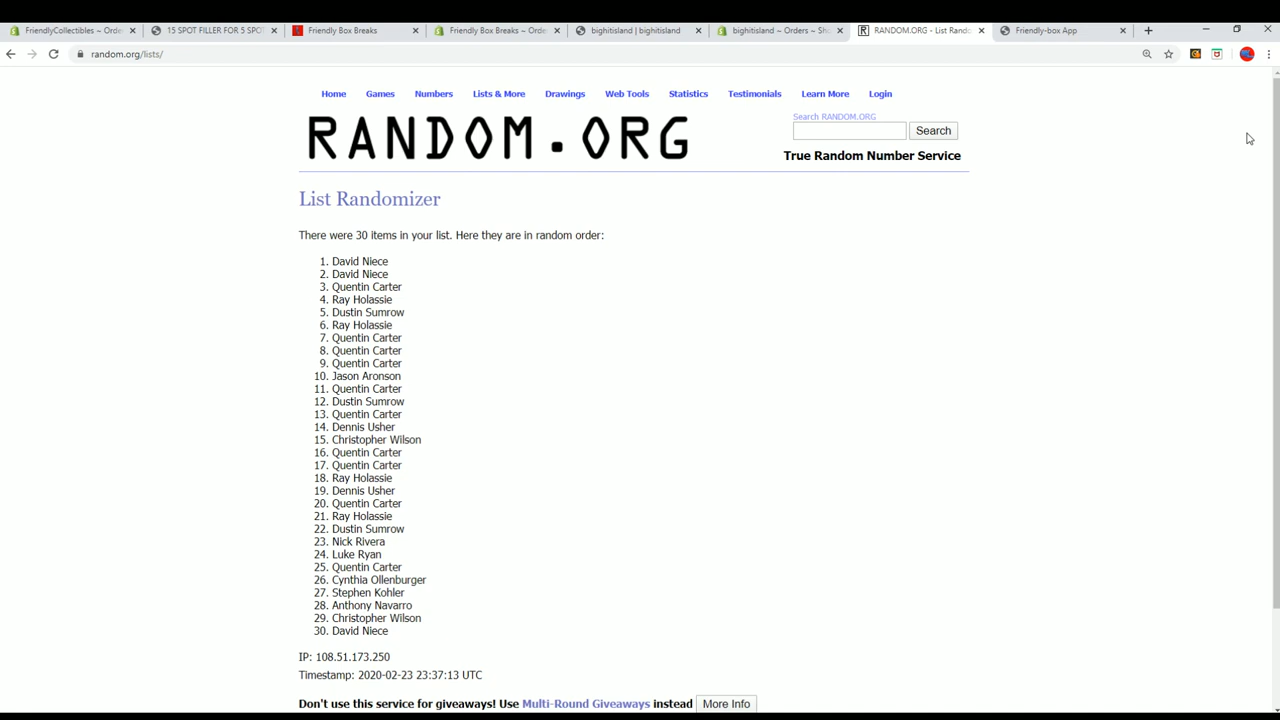 FriendlyCollectibles ~ Orde
15 SPOT FILLER FOR 5 SPOT
Friendly Box Breaks
Friendly Box Breaks ~ Orde
bighitisland | bighitisland
bighitisland ~ Orders ~ Sho
RANDOM.ORG - List Rando
Friendly-box App
random.org/lists/
Home Games Numbers Lists & More Drawings Web Tools Statistics Testimonials Learn More Login
RANDOM.ORG
Search RANDOM.ORG
Search
True Random Number Service
List Randomizer
There were 30 items in your list. Here they are in random order:
1. David Niece
2. David Niece
3. Quentin Carter
4. Ray Holassie
5. Dustin Sumrow
6. Ray Holassie
7. Quentin Carter
8. Quentin Carter
9. Quentin Carter
10. Jason Aronson
11. Quentin Carter
12. Dustin Sumrow
13. Quentin Carter
14. Dennis Usher
15. Christopher Wilson
16. Quentin Carter
17. Quentin Carter
18. Ray Holassie
19. Dennis Usher
20. Quentin Carter
21. Ray Holassie
22. Dustin Sumrow
23. Nick Rivera
24. Luke Ryan
25. Quentin Carter
26. Cynthia Ollenburger
27. Stephen Kohler
28. Anthony Navarro
29. Christopher Wilson
30. David Niece
IP: 108.51.173.250
Timestamp: 2020-02-23 23:37:13 UTC
Don't use this service for giveaways! Use Multi-Round Giveaways instead More Info